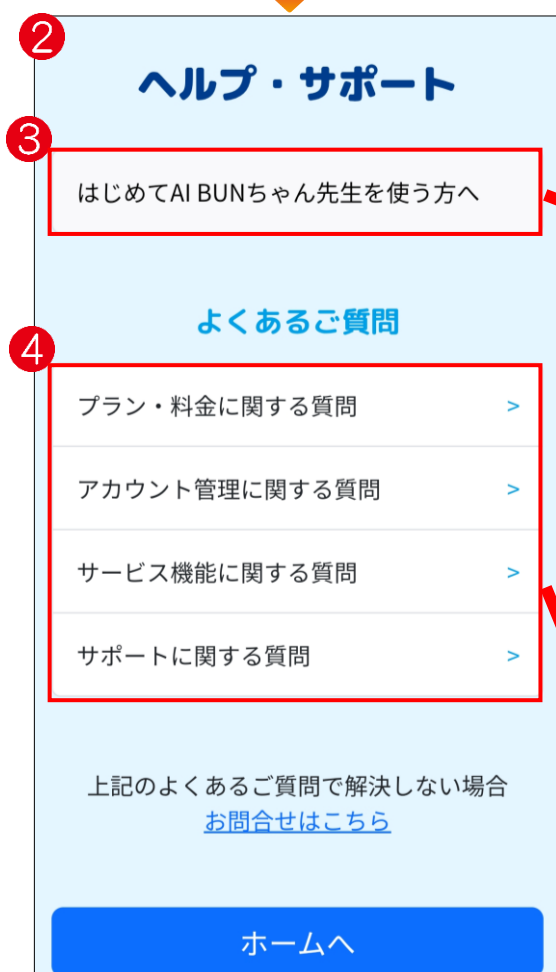 ②
ヘルプ・サポート
③
はじめてAI BUNちゃん先生を使う方へ
よくあるご質問
④
プラン・料金に関する質問 >
アカウント管理に関する質問 >
サービス機能に関する質問 >
サポートに関する質問 >
上記のよくあるご質問で解決しない場合
お問合せはこちら
ホームへ